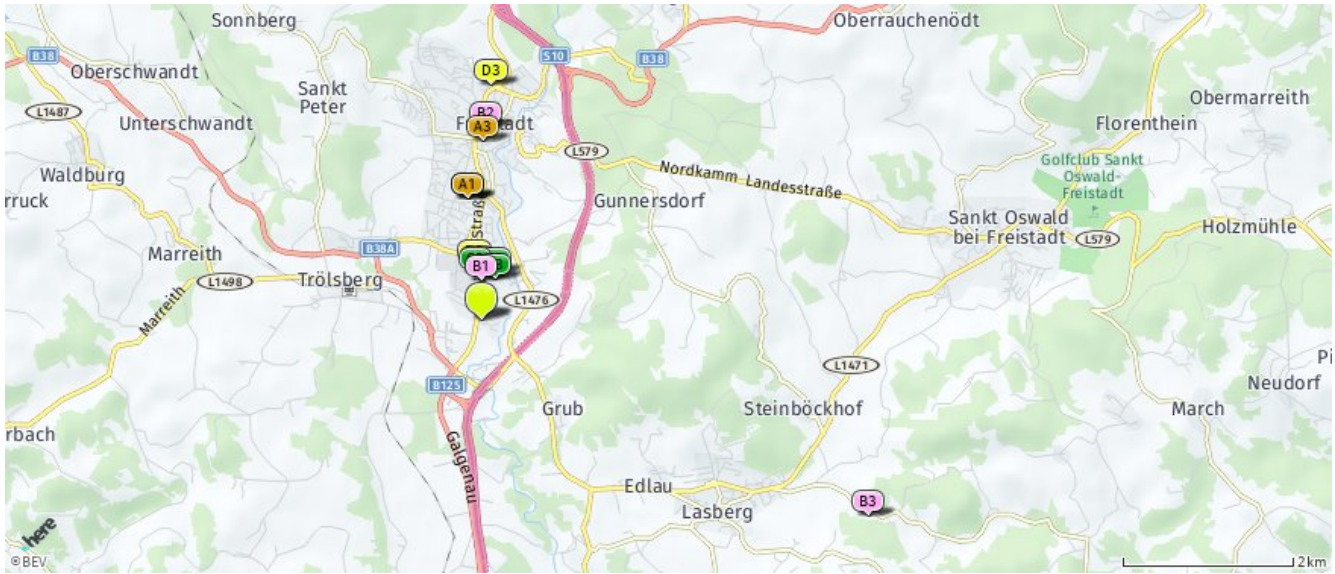 Sonnberg
Oberrauchenödt
B38
S10
B38
Oberschwandt
D3
Sankt
Peter
Obermarreith
L1487
B2
Unterschwandt
A3
Florenthein
L579
Golfclub Sankt
Oswald-
Freistadt
Nordkamm Landesstraße
Waldburg
A1
rruck
Gunnersdorf
Straß
Sankt Oswald
bei Freistadt
L579
Holzmühle
B38A
Marreith
B1
L1498
Trölsberg
L1476
Marreith
L1471
Pi
Neudorf
B125
Grub
Steinböckhof
March
rbach
Galgenau
Edlau
B3
Lasberg
here
©BEV
2km